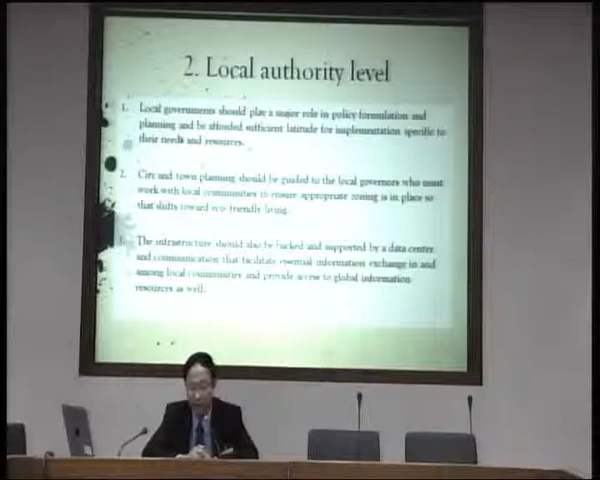 2. Local authority level
1. Local governments should play a major role in policy formulation and
planning and be afforded sufficient latitude for implementation specific to
their needs and resources.
2. City and town planning should be guided to the local governors who must
work with local communities to ensure appropriate zoning is in place so
that shifts toward eco-friendly living.
3. The infrastructure should also be backed and supported by a data center
and communication that facilitate essential information exchange in and
among local communities and provide access to global information
resources as well.